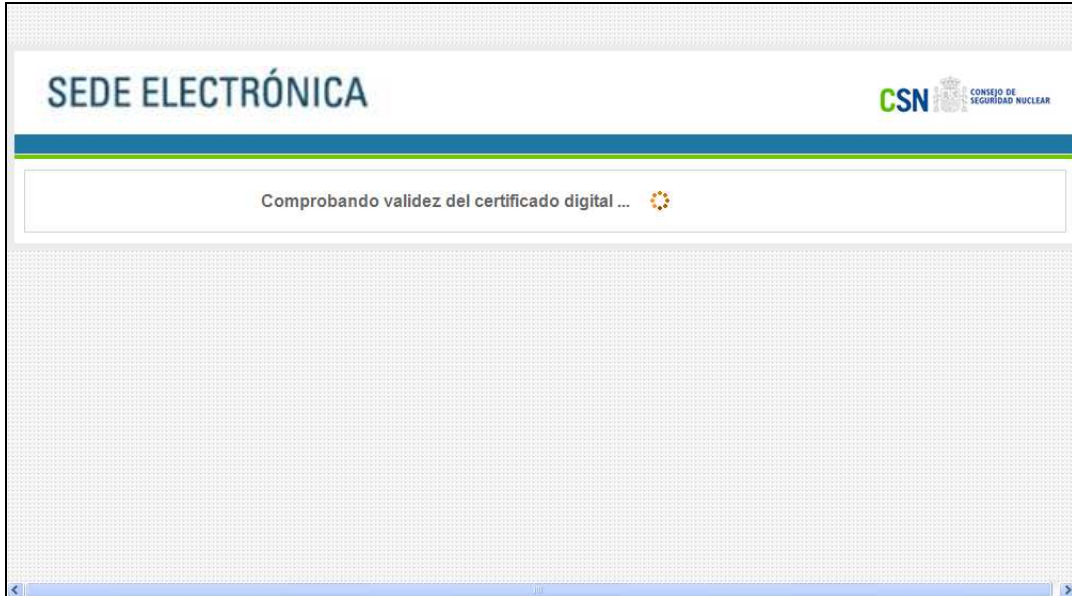 SEDE ELECTRÓNICA
CSN
CONSEJO DE
SEGURIDAD NUCLEAR
Comprobando validez del certificado digital ...